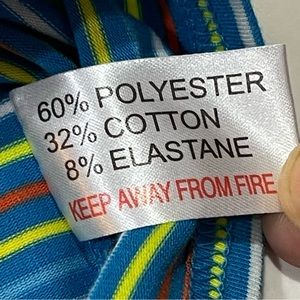 60% POLYESTER
32% COTTON
8% ELASTANE
KEEP AWAY FROM FIRE